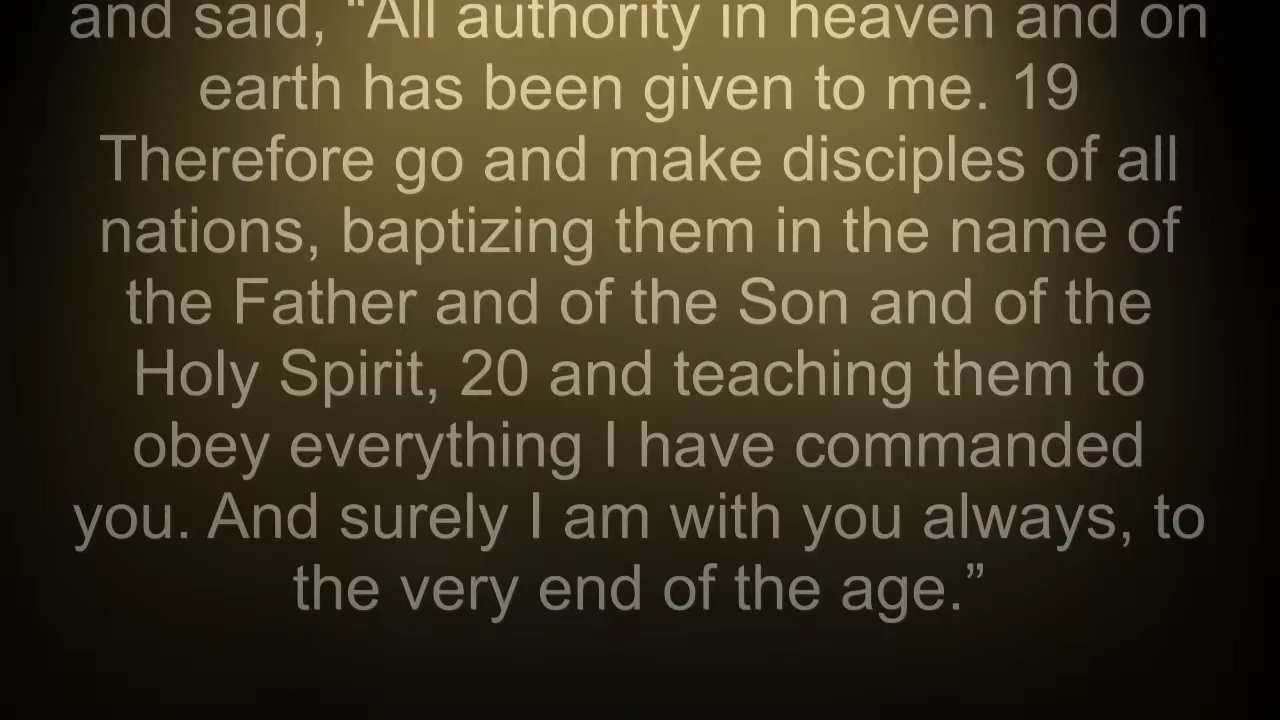 and said, “All authority in heaven and on
earth has been given to me. 19
Therefore go and make disciples of all
nations, baptizing them in the name of
the Father and of the Son and of the
Holy Spirit, 20 and teaching them to
obey everything I have commanded
you. And surely I am with you always, to
the very end of the age.”